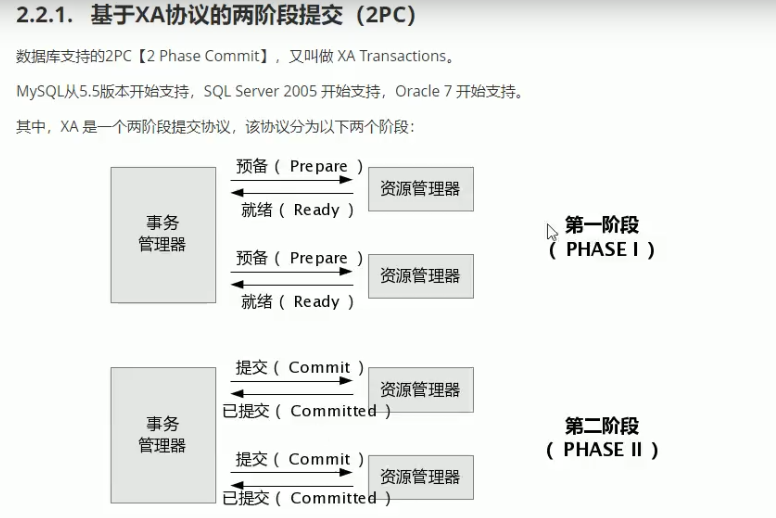 2.2.1. 基于XA协议的两阶段提交（2PC）
数据库支持的2PC【2 Phase Commit】，又叫做 XA Transactions。
MySQL从5.5版本开始支持，SQL Server 2005 开始支持，Oracle 7 开始支持。
其中，XA 是一个两阶段提交协议，该协议分为以下两个阶段：
事务
管理器
预备（ Prepare ）
就绪（ Ready ）
资源管理器
预备（ Prepare ）
就绪（ Ready ）
资源管理器
第一阶段
（ PHASE I ）
事务
管理器
提交（ Commit ）
已提交（ Committed ）
资源管理器
提交（ Commit ）
已提交（ Committed ）
资源管理器
第二阶段
（ PHASE II ）